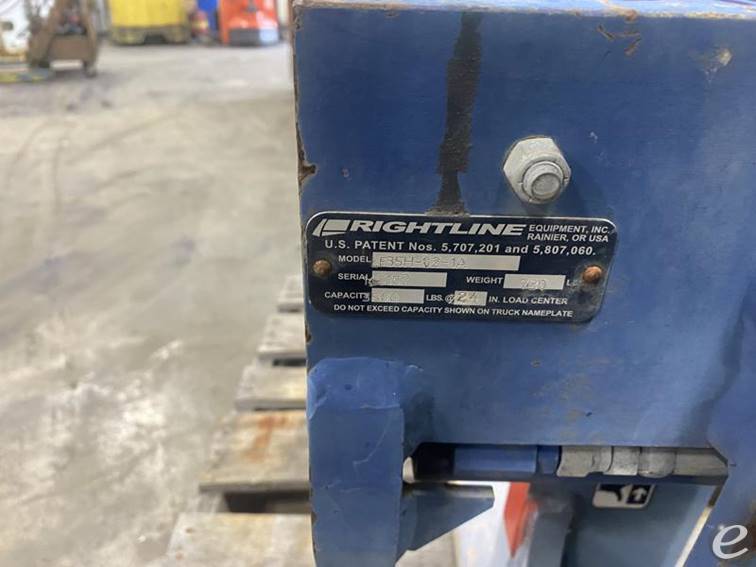 RIGHTLINE EQUIPMENT, INC.
RAINIER, OR USA
U.S. PATENT Nos. 5,707,201 and 5,807,060.
MODEL
SERIAL WEIGHT
CAPACITY LBS.@ 24 IN. LOAD CENTER
DO NOT EXCEED CAPACITY SHOWN ON TRUCK NAMEPLATE
e